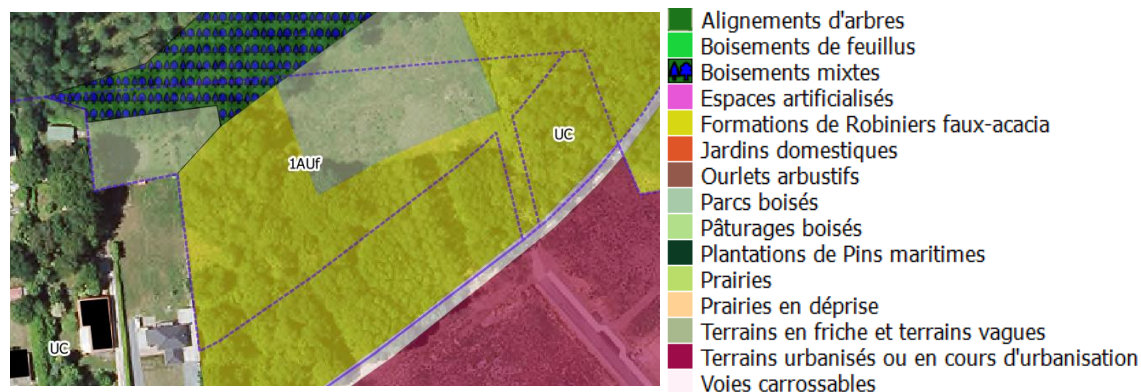 1AUf
UC
UC
Alignements d'arbres
Boisements de feuillus
Boisements mixtes
Espaces artificialisés
Formations de Robiniers faux-acacia
Jardins domestiques
Ourlets arbustifs
Parcs boisés
Pâturages boisés
Plantations de Pins maritimes
Prairies
Prairies en déprise
Terrains en friche et terrains vagues
Terrains urbanisés ou en cours d'urbanisation
Voies carrossables